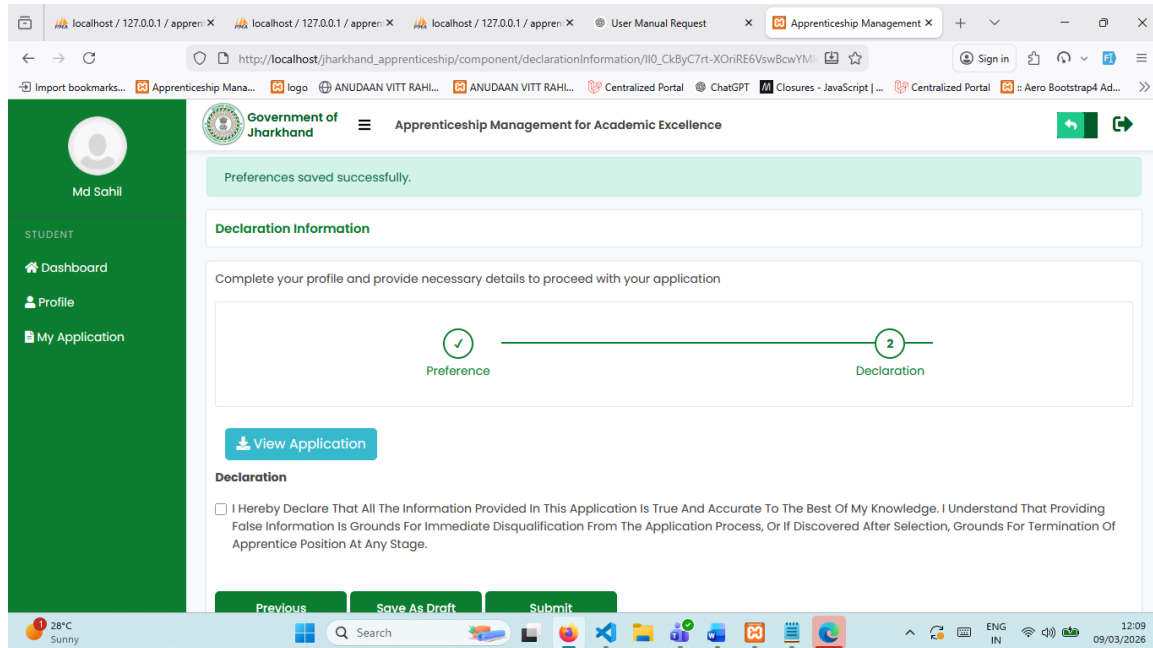 localhost / 127.0.0.1 / appren
localhost / 127.0.0.1 / appren
localhost / 127.0.0.1 / appren
User Manual Request
Apprenticeship Management
http://localhost/jharkhand_apprenticeship/component/declarationInformation/
Sign in
Import bookmarks...
Apprenticeship Mana...
logo
ANUDAAN VITT RAHI...
ANUDAAN VITT RAHI...
Centralized Portal
ChatGPT
Closures - JavaScript | ...
Centralized Portal
:: Aero Bootstrap4 Ad...
Government of
Jharkhand
Apprenticeship Management for Academic Excellence
Md Sahil
STUDENT
Dashboard
Profile
My Application
Preferences saved successfully.
Declaration Information
Complete your profile and provide necessary details to proceed with your application
2
Preference
Declaration
View Application
Declaration
I Hereby Declare That All The Information Provided In This Application Is True And Accurate To The Best Of My Knowledge. I Understand That Providing
False Information Is Grounds For Immediate Disqualification From The Application Process, Or If Discovered After Selection, Grounds For Termination Of
Apprentice Position At Any Stage.
Previous
Save As Draft
Submit
1
28°C
Sunny
Search
ENG
IN
12:09
09/03/2026